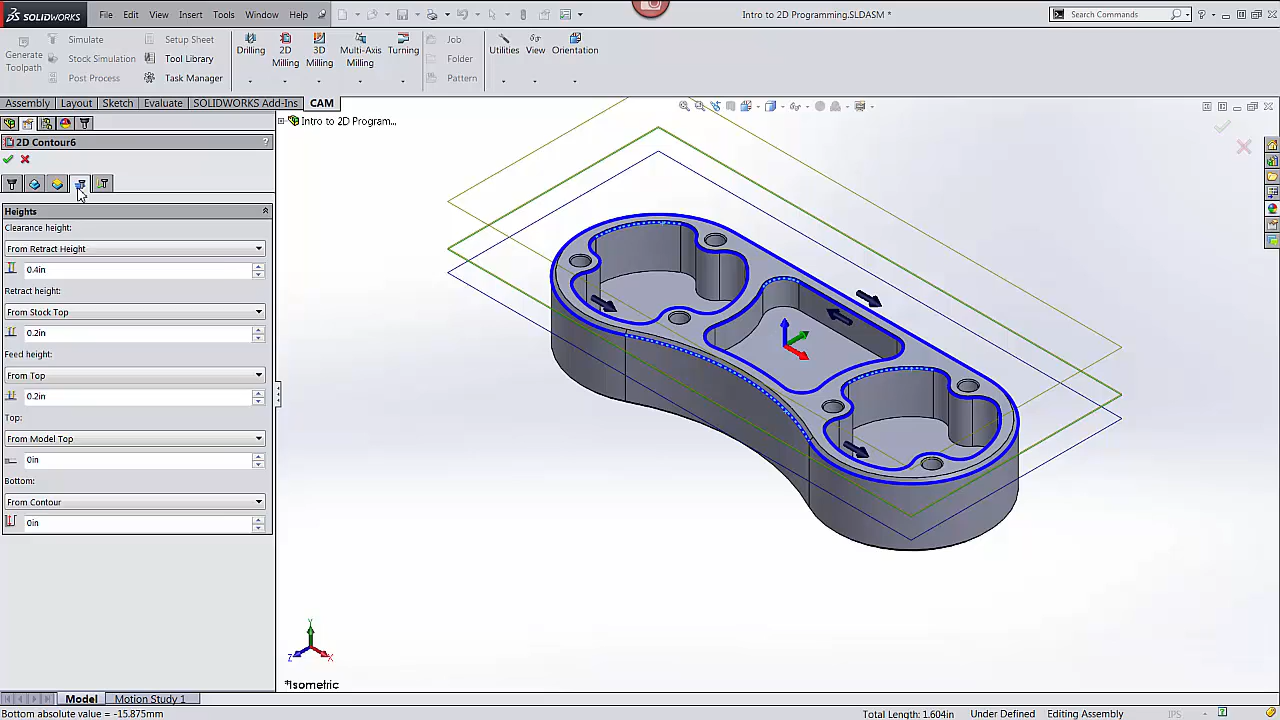 SOLIDWORKS File Edit View Insert Tools Window Help Intro to 2D Programming.SLDASM * Search Commands
Generate Toolpath
Simulate
Stock Simulation
Post Process
Setup Sheet
Tool Library
Task Manager
Drilling
2D Milling
3D Milling
Multi-Axis Milling
Turning
Job
Folder
Pattern
Utilities
View
Orientation
Assembly Layout Sketch Evaluate SOLIDWORKS Add-Ins CAM
Intro to 2D Program...
2D Contour6
?
Heights
Clearance height:
From Retract Height
0.4in
Retract height:
From Stock Top
0.2in
Feed height:
From Top
0.2in
Top:
From Model Top
0in
Bottom:
From Contour
0in
Y
Z X
*Isometric
Model Motion Study 1
Bottom absolute value = -15.875mm Total Length: 1.604in Under Defined Editing Assembly IPS